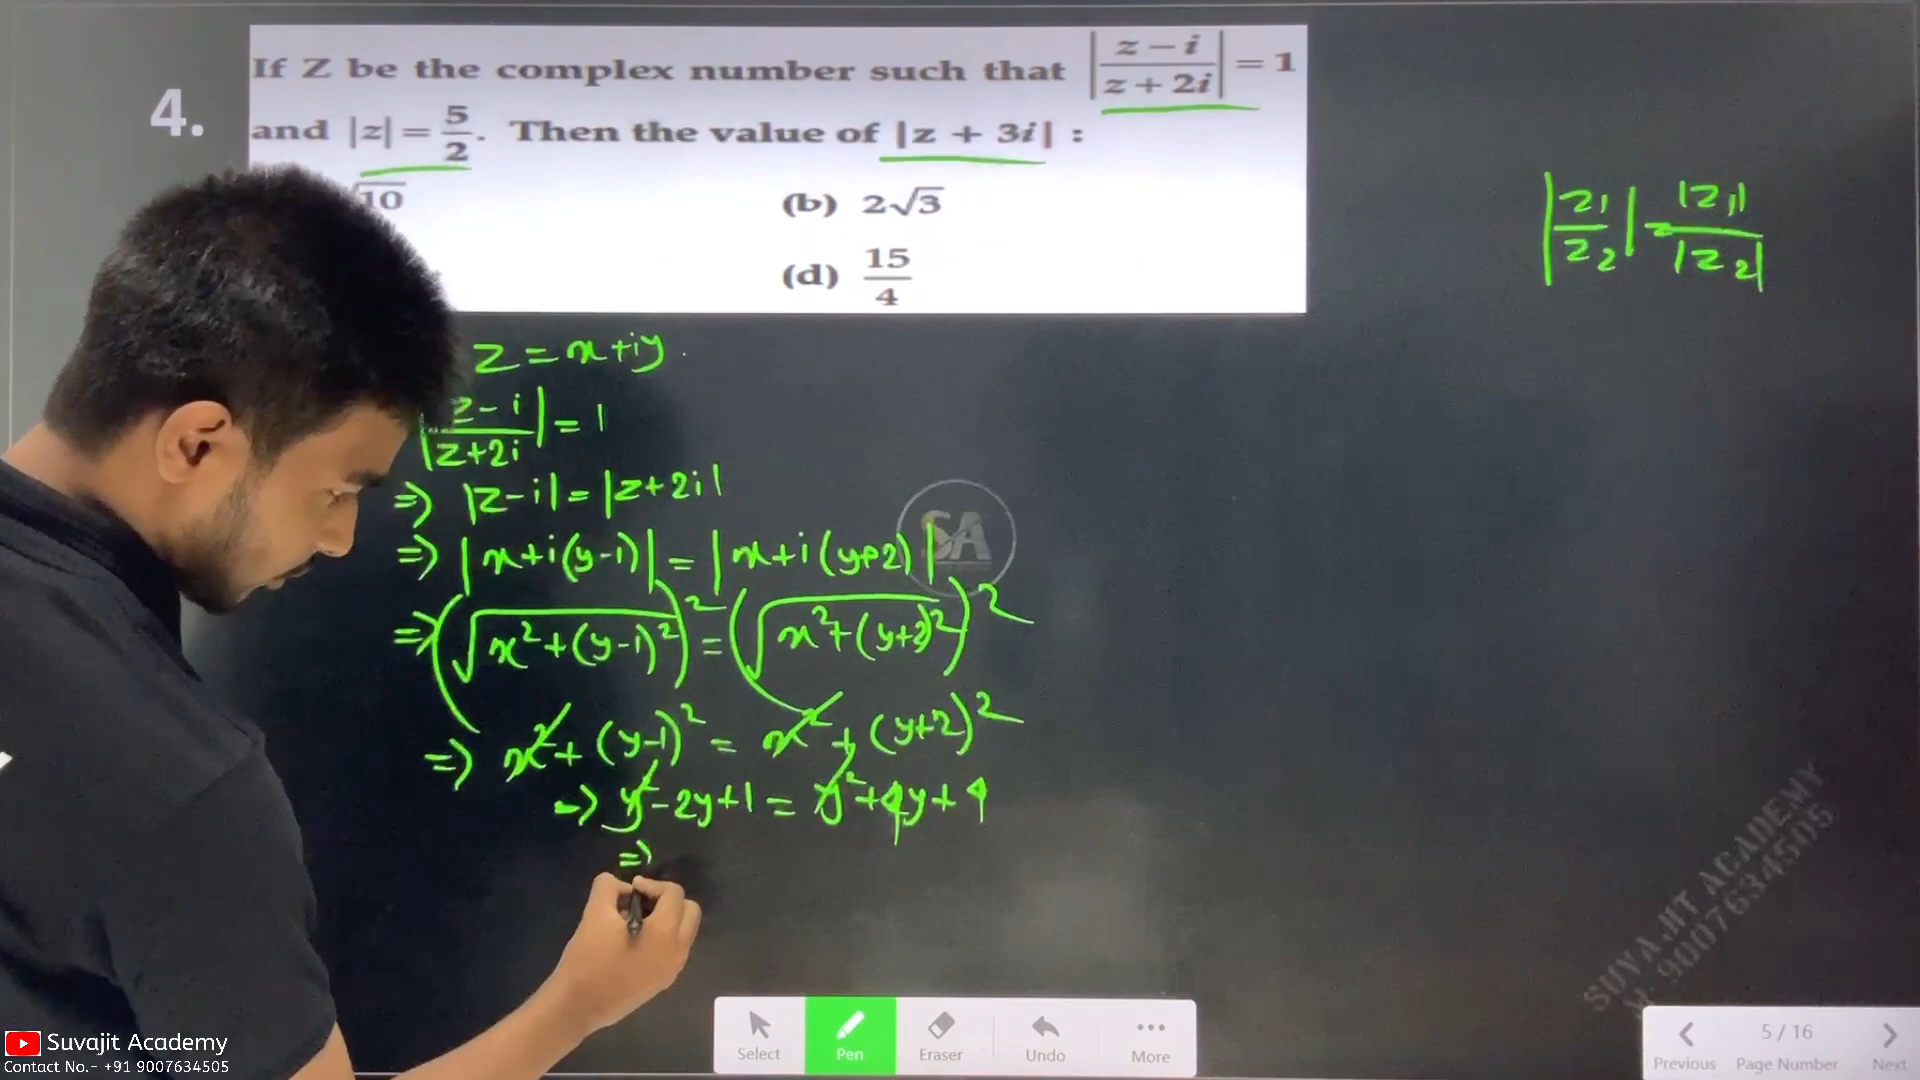 4.
If Z be the complex number such that |z − i / z + 2i| = 1
and |z| = 5/2. Then the value of |z + 3i| :
√10
(b) 2√3
(d) 15/4
|z1/z2| = |z1|/|z2|
z = x+iy
|z-i / z+2i| = 1
⇒ |z-i| = |z+2i|
⇒ |x+i(y-1)| = |x+i(y+2)|
⇒ (√x²+(y-1)²)² = (√x²+(y+2)²)²
⇒ x²+(y-1)² = x²+(y+2)²
⇒ y²-2y+1 = y²+4y+4
⇒
SA
SUVAJIT ACADEMY
9007634505
Select
Pen
Eraser
Undo
More
5 / 16
Previous
Page Number
Next
Suvajit Academy
Contact No.- +91 9007634505